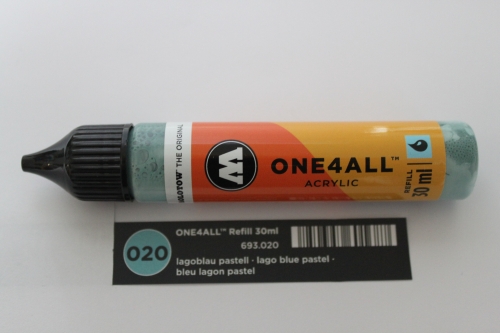 MOLOTOW THE ORIGINAL
ONE4ALL™
ACRYLIC
REFILL
30 ml
020
ONE4ALL™ Refill 30ml
693.020
lagoblau pastell · lago blue pastel ·
bleu lagon pastel